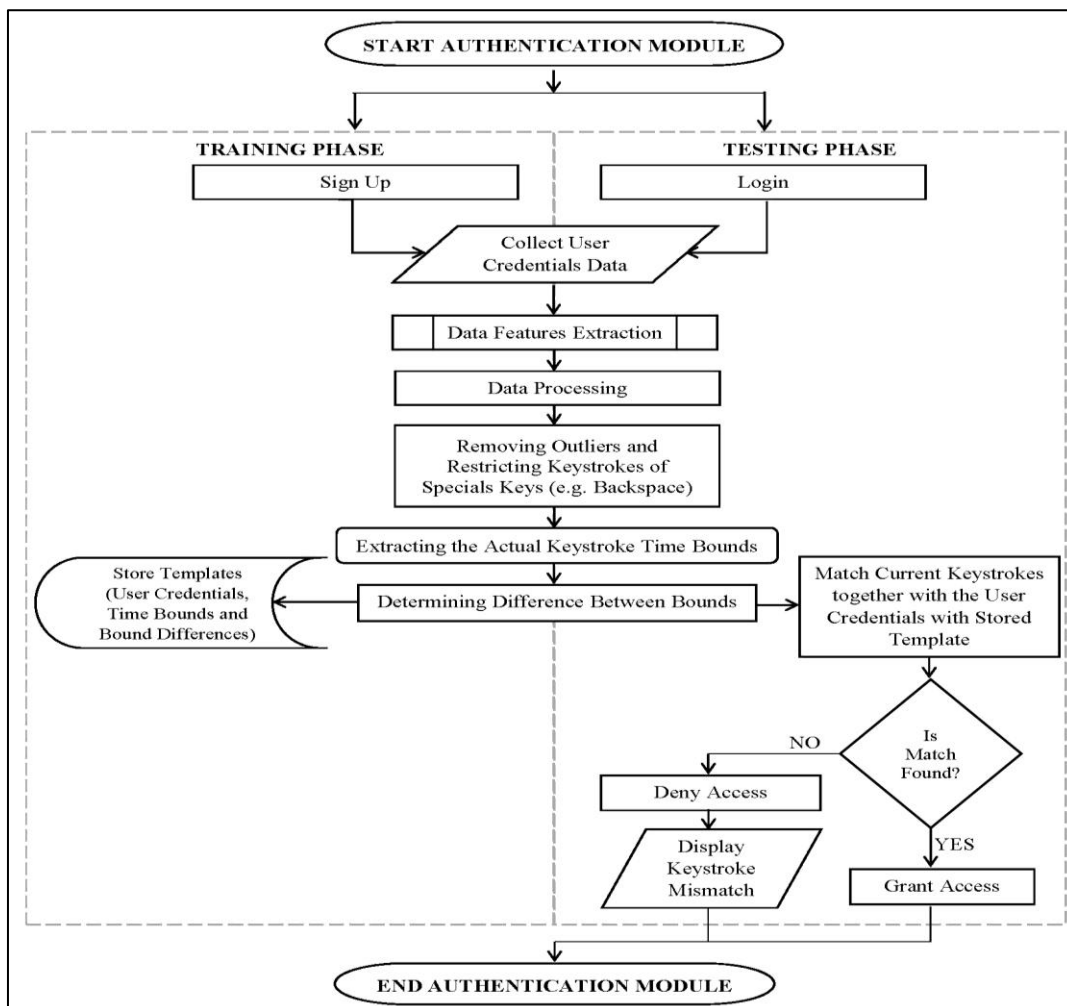 START AUTHENTICATION MODULE
TRAINING PHASE
TESTING PHASE
Sign Up
Login
Collect User
Credentials Data
Data Features Extraction
Data Processing
Removing Outliers and
Restricting Keystrokes of
Specials Keys (e.g. Backspace)
Extracting the Actual Keystroke Time Bounds
Store Templates
(User Credentials,
Time Bounds and
Bound Differences)
Determining Difference Between Bounds
Match Current Keystrokes
together with the User
Credentials with Stored
Template
Is
Match
Found?
NO
Deny Access
Display
Keystroke
Mismatch
YES
Grant Access
END AUTHENTICATION MODULE